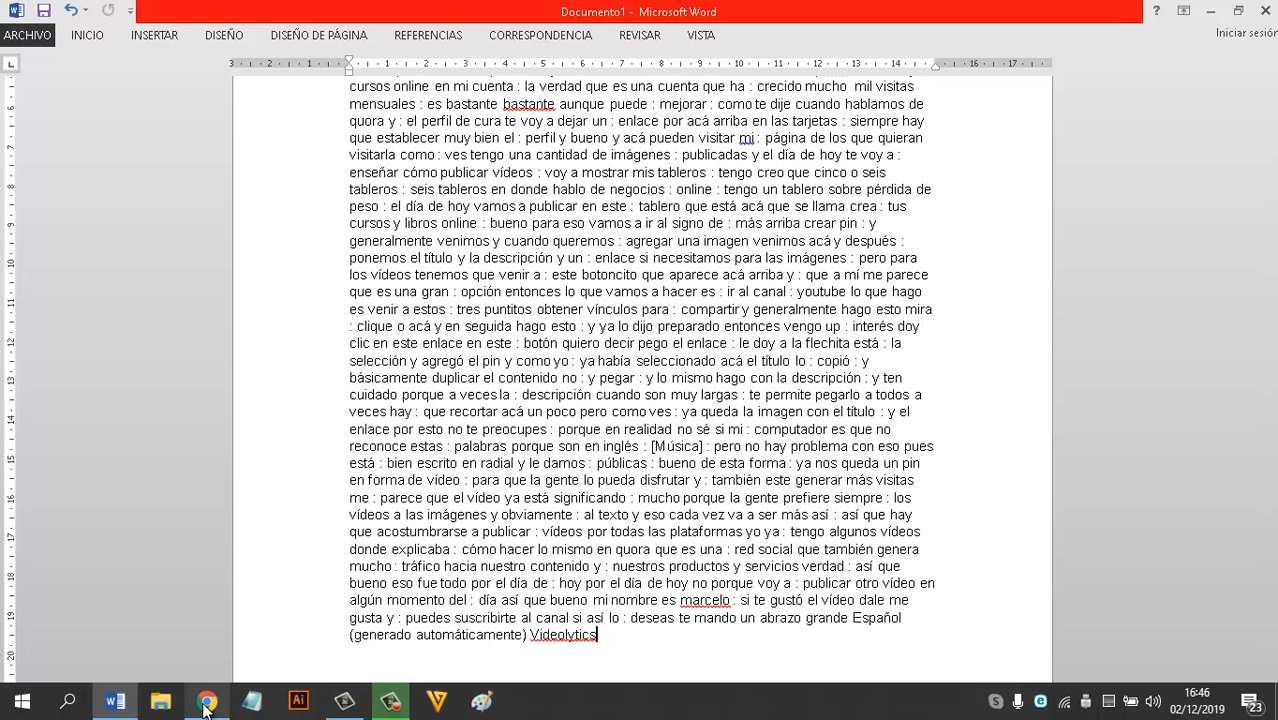 Documento1 - Microsoft Word
ARCHIVO INICIO INSERTAR DISEÑO DISEÑO DE PÁGINA REFERENCIAS CORRESPONDENCIA REVISAR VISTA Iniciar sesión
3 2 1 1 2 3 4 5 6 7 8 9 10 11 12 13 14 16 17
cursos online en mi cuenta : la verdad que es una cuenta que ha : crecido mucho mil visitas
mensuales : es bastante bastante aunque puede : mejorar : como te dije cuando hablamos de
quora y : el perfil de cura te voy a dejar un : enlace por acá arriba en las tarjetas : siempre hay
que establecer muy bien el : perfil y bueno y acá pueden visitar mi : página de los que quieran
visitarla como : ves tengo una cantidad de imágenes : publicadas y el día de hoy te voy a :
enseñar cómo publicar vídeos : voy a mostrar mis tableros : tengo creo que cinco o seis
tableros : seis tableros en donde hablo de negocios : online : tengo un tablero sobre pérdida de
peso : el día de hoy vamos a publicar en este : tablero que está acá que se llama crea : tus
cursos y libros online : bueno para eso vamos a ir al signo de : más arriba crear pin : y
generalmente venimos y cuando queremos : agregar una imagen venimos acá y después :
ponemos el título y la descripción y un : enlace si necesitamos para las imágenes : pero para
los vídeos tenemos que venir a : este botoncito que aparece acá arriba y : que a mí me parece
que es una gran : opción entonces lo que vamos a hacer es : ir al canal : youtube lo que hago
es venir a estos : tres puntitos obtener vínculos para : compartir y generalmente hago esto mira
: clique o acá y en seguida hago esto : y ya lo dijo preparado entonces vengo up : interés doy
clic en este enlace en este : botón quiero decir pego el enlace : le doy a la flechita está : la
selección y agregó el pin y como yo : ya había seleccionado acá el título lo : copió : y
básicamente duplicar el contenido no : y pegar : y lo mismo hago con la descripción : y ten
cuidado porque a veces la : descripción cuando son muy largas : te permite pegarlo a todos a
veces hay : que recortar acá un poco pero como ves : ya queda la imagen con el título : y el
enlace por esto no te preocupes : porque en realidad no sé si mi : computador es que no
reconoce estas : palabras porque son en inglés : [Música] : pero no hay problema con eso pues
está : bien escrito en radial y le damos : públicas : bueno de esta forma : ya nos queda un pin
en forma de vídeo : para que la gente lo pueda disfrutar y : también este generar más visitas
me : parece que el vídeo ya está significando : mucho porque la gente prefiere siempre : los
vídeos a las imágenes y obviamente : al texto y eso cada vez va a ser más así : así que hay
que acostumbrarse a publicar : vídeos por todas las plataformas yo ya : tengo algunos vídeos
donde explicaba : cómo hacer lo mismo en quora que es una : red social que también genera
mucho : tráfico hacia nuestro contenido y : nuestros productos y servicios verdad : así que
bueno eso fue todo por el día de : hoy por el día de hoy no porque voy a : publicar otro vídeo en
algún momento del : día así que bueno mi nombre es marcelo : si te gustó el vídeo dale me
gusta y : puedes suscribirte al canal si así lo : deseas te mando un abrazo grande Español
(generado automáticamente) Videolytics
16:46
02/12/2019
23